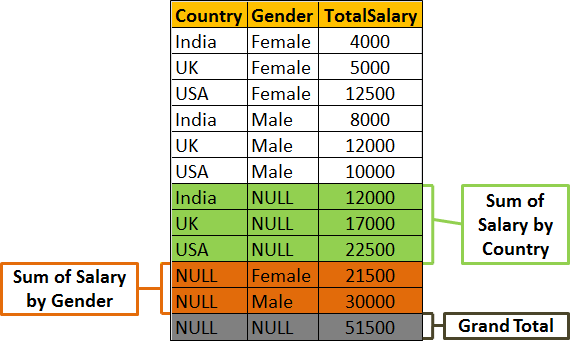 Country Gender TotalSalary
India Female 4000
UK Female 5000
USA Female 12500
India Male 8000
UK Male 12000
USA Male 10000
India NULL 12000
UK NULL 17000
USA NULL 22500
NULL Female 21500
NULL Male 30000
NULL NULL 51500
Sum of
Salary by
Country
Sum of Salary
by Gender
Grand Total